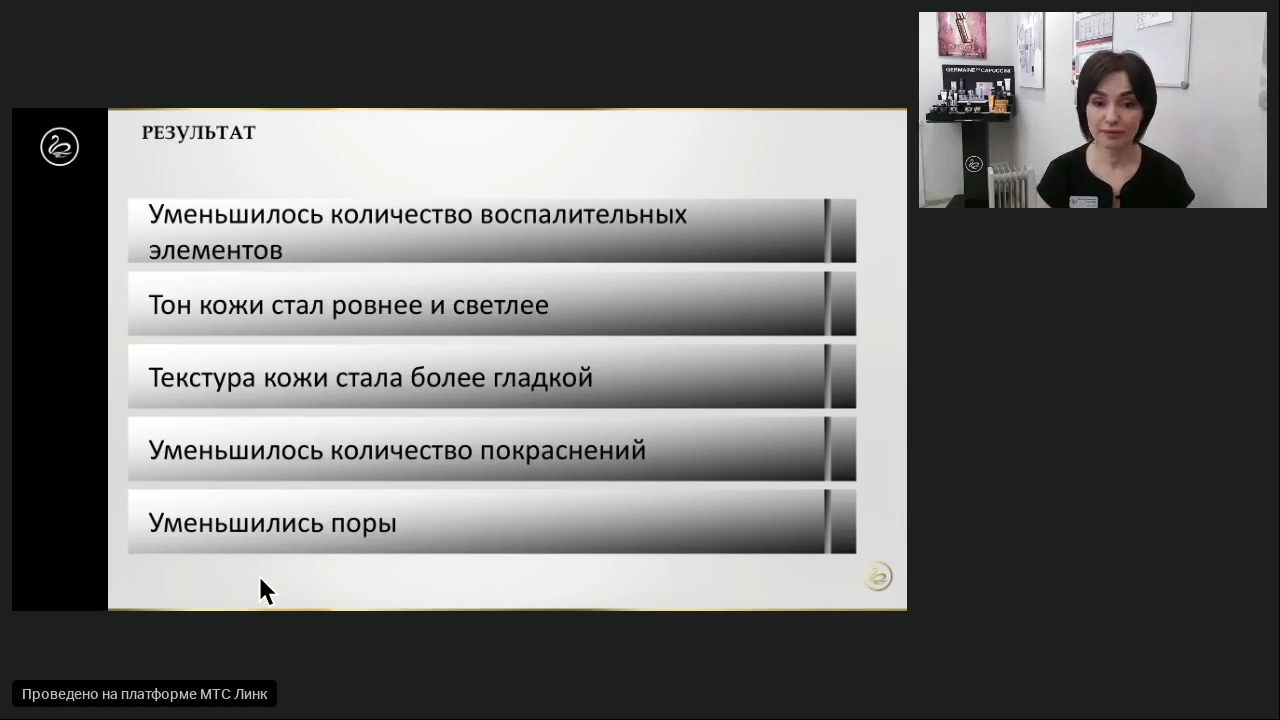 РЕЗУЛЬТАТ
Уменьшилось количество воспалительных
элементов
Тон кожи стал ровнее и светлее
Текстура кожи стала более гладкой
Уменьшилось количество покраснений
Уменьшились поры
GERMAINE DE CAPUCCINI
Проведено на платформе МТС Линк